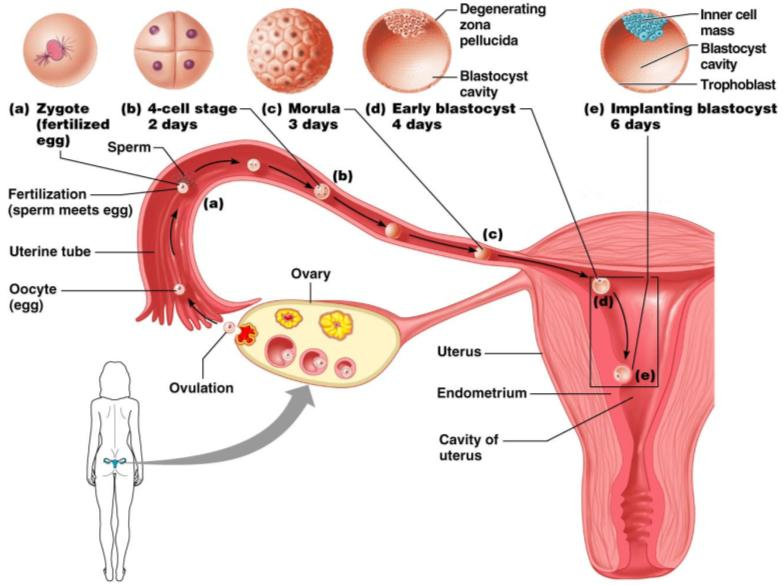 Degenerating
zona
pellucida
Blastocyst
cavity
Inner cell
mass
Blastocyst
cavity
Trophoblast
(a) Zygote
(fertilized
egg)
(b) 4-cell stage
2 days
(c) Morula
3 days
(d) Early blastocyst
4 days
(e) Implanting blastocyst
6 days
Sperm
Fertilization
(sperm meets egg)
(a)
(b)
Uterine tube
(c)
Oocyte
(egg)
Ovary
(d)
Ovulation
Uterus
(e)
Endometrium
Cavity of
uterus